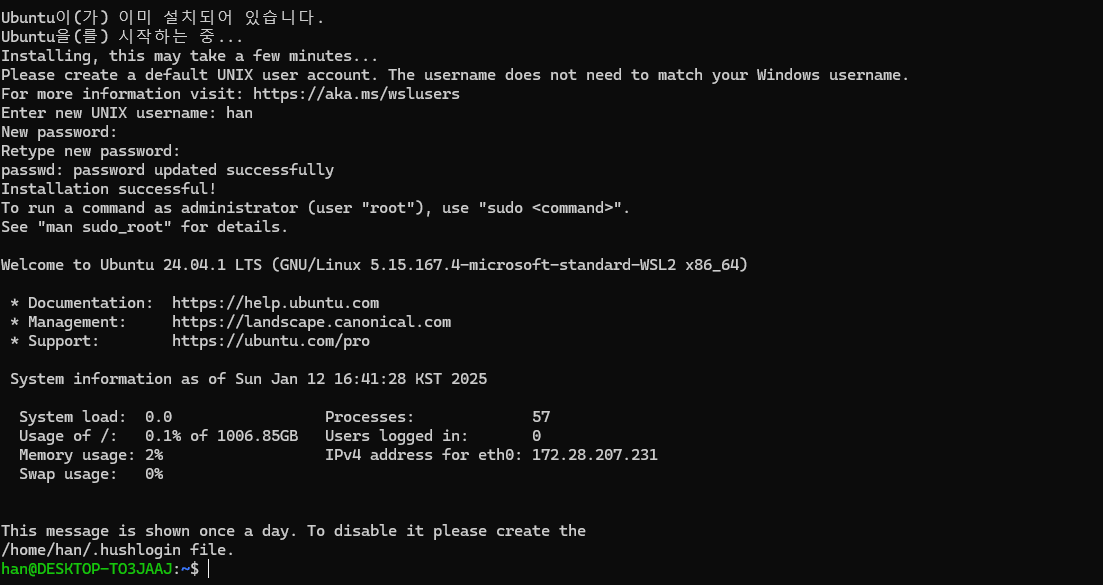 Ubuntu이(가) 이미 설치되어 있습니다.
Ubuntu을(를) 시작하는 중...
Installing, this may take a few minutes...
Please create a default UNIX user account. The username does not need to match your Windows username.
For more information visit: https://aka.ms/wslusers
Enter new UNIX username: han
New password:
Retype new password:
passwd: password updated successfully
Installation successful!
To run a command as administrator (user "root"), use "sudo <command>".
See "man sudo_root" for details.

Welcome to Ubuntu 24.04.1 LTS (GNU/Linux 5.15.167.4-microsoft-standard-WSL2 x86_64)

 * Documentation:  https://help.ubuntu.com
 * Management:     https://landscape.canonical.com
 * Support:        https://ubuntu.com/pro

 System information as of Sun Jan 12 16:41:28 KST 2025

  System load:  0.0                 Processes:             57
  Usage of /:   0.1% of 1006.85GB   Users logged in:       0
  Memory usage: 2%                  IPv4 address for eth0: 172.28.207.231
  Swap usage:   0%


This message is shown once a day. To disable it please create the
/home/han/.hushlogin file.
han@DESKTOP-TO3JAAJ:~$